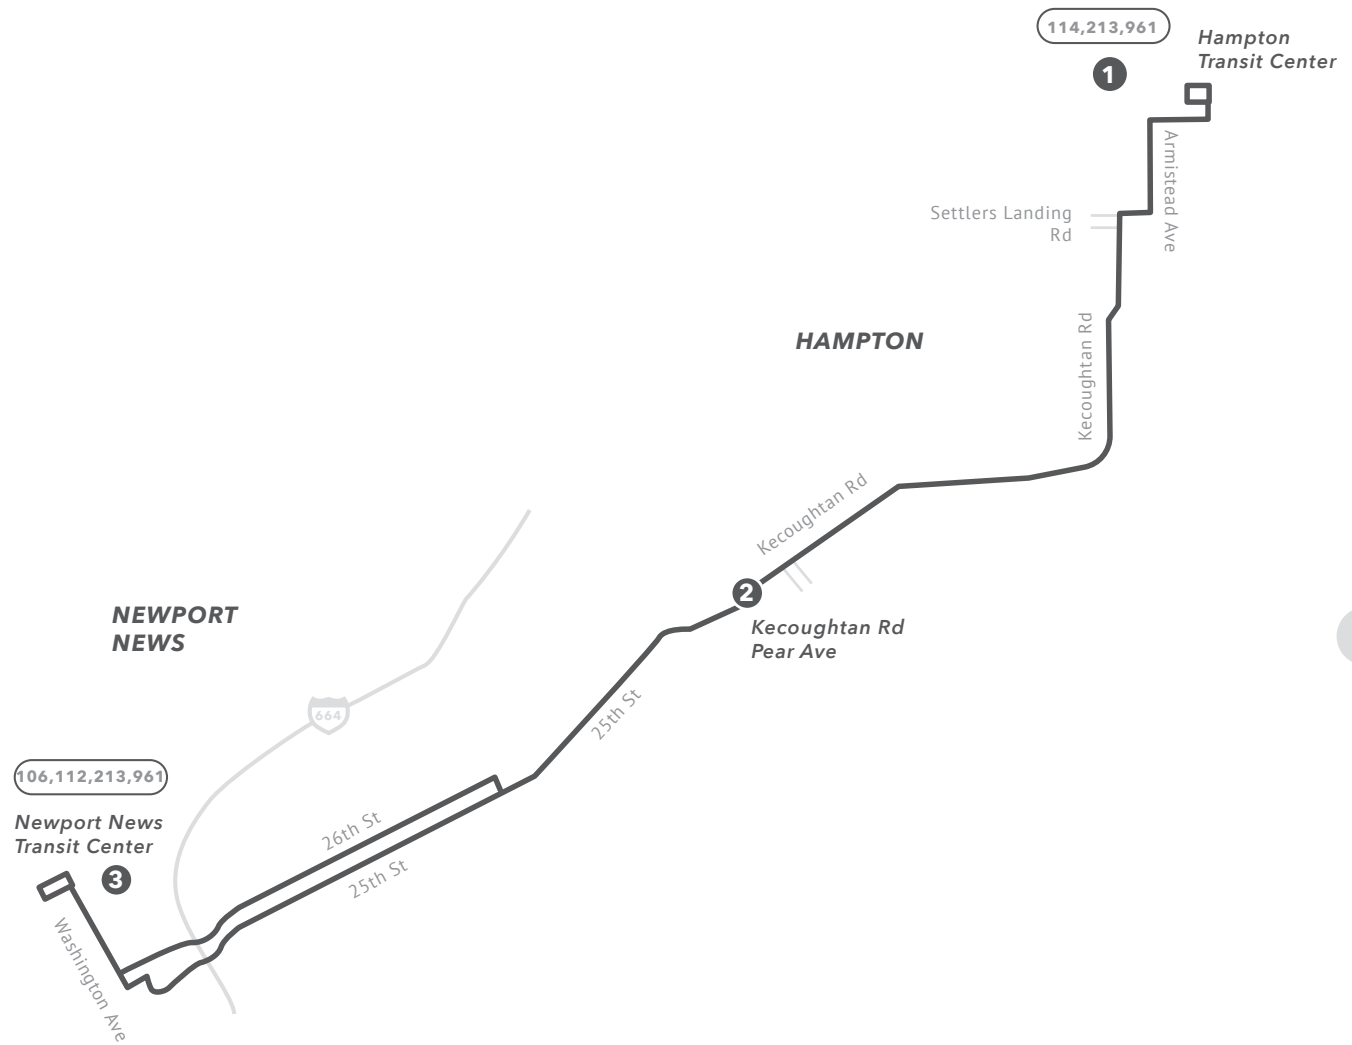 114,213,961
Hampton
Transit Center
1
Armistead Ave
Settlers Landing
Rd
Kecoughtan Rd
HAMPTON
Kecoughtan Rd
2
Kecoughtan Rd
Pear Ave
NEWPORT
NEWS
664
25th St
106,112,213,961
Newport News
Transit Center
3
26th St
25th St
Washington Ave